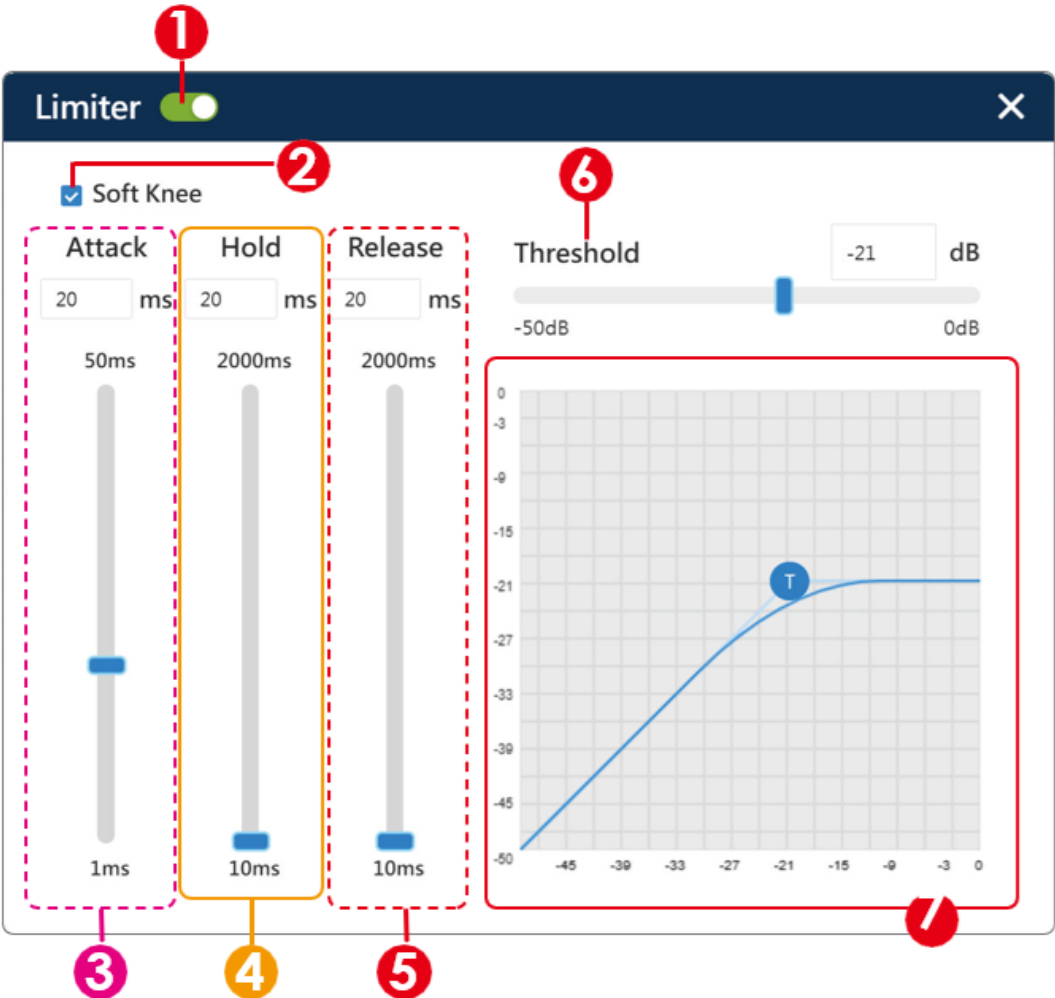 1
Limiter
2
Soft Knee
6
Attack
Hold
Release
Threshold
-21
dB
20
ms
20
ms
20
ms
-50dB
0dB
50ms
2000ms
2000ms
0
-3
-9
-15
-21
-27
-33
-39
-45
-50
T
-45
-39
-33
-27
-21
-15
-9
-3
0
1ms
10ms
10ms
7
3
4
5